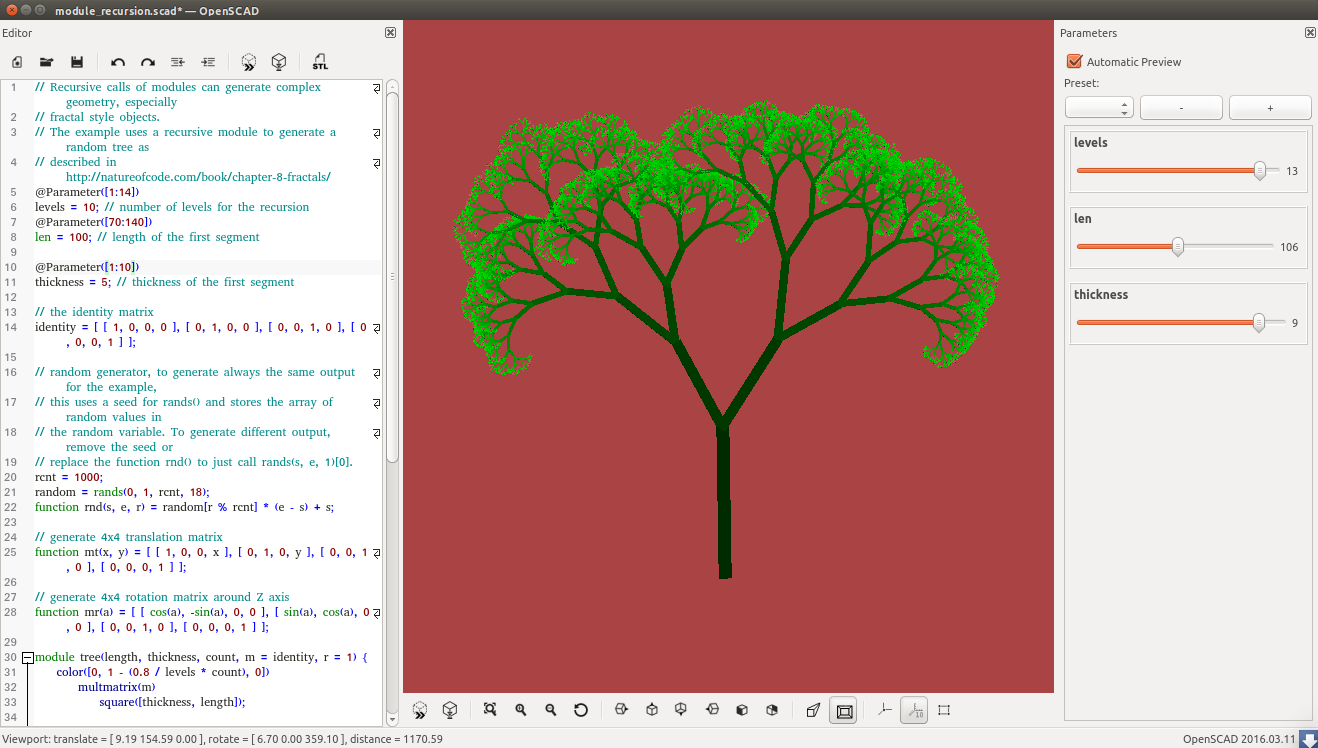 module_recursion.scad* — OpenSCAD
Editor
STL
1 // Recursive calls of modules can generate complex
geometry, especially
2 // fractal style objects.
3 // The example uses a recursive module to generate a
random tree as
4 // described in
http://natureofcode.com/book/chapter-8-fractals/
5 @Parameter([1:14])
6 levels = 10; // number of levels for the recursion
7 @Parameter([70:140])
8 len = 100; // length of the first segment
9
10 @Parameter([1:10])
11 thickness = 5; // thickness of the first segment
12
13 // the identity matrix
14 identity = [ [ 1, 0, 0, 0 ], [ 0, 1, 0, 0 ], [ 0, 0, 1, 0 ], [ 0
, 0, 0, 1 ] ];
15
16 // random generator, to generate always the same output
for the example,
17 // this uses a seed for rands() and stores the array of
random values in
18 // the random variable. To generate different output,
remove the seed or
19 // replace the function rnd() to just call rands(s, e, 1)[0].
20 rcnt = 1000;
21 random = rands(0, 1, rcnt, 18);
22 function rnd(s, e, r) = random[r % rcnt] * (e - s) + s;
23
24 // generate 4x4 translation matrix
25 function mt(x, y) = [ [ 1, 0, 0, x ], [ 0, 1, 0, y ], [ 0, 0, 1
, 0 ], [ 0, 0, 0, 1 ] ];
26
27 // generate 4x4 rotation matrix around Z axis
28 function mr(a) = [ [ cos(a), -sin(a), 0, 0 ], [ sin(a), cos(a), 0
, 0 ], [ 0, 0, 1, 0 ], [ 0, 0, 0, 1 ] ];
29
30 module tree(length, thickness, count, m = identity, r = 1) {
31 color([0, 1 - (0.8 / levels * count), 0])
32 multmatrix(m)
33 square([thickness, length]);
34
10
Parameters
Automatic Preview
Preset:
- +
levels
13
len
106
thickness
9
Viewport: translate = [ 9.19 154.59 0.00 ], rotate = [ 6.70 0.00 359.10 ], distance = 1170.59
OpenSCAD 2016.03.11